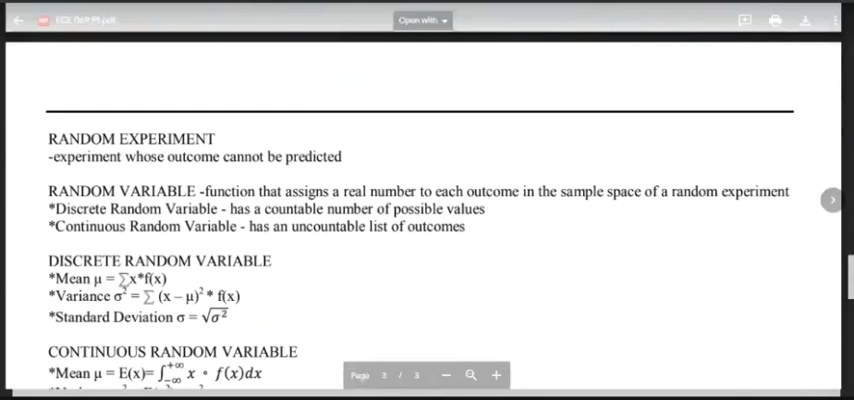 Open with
RANDOM EXPERIMENT
-experiment whose outcome cannot be predicted
RANDOM VARIABLE -function that assigns a real number to each outcome in the sample space of a random experiment
*Discrete Random Variable - has a countable number of possible values
*Continuous Random Variable - has an uncountable list of outcomes
DISCRETE RANDOM VARIABLE
*Mean μ = ∑x*f(x)
*Variance σ² = ∑ (x – μ)² * f(x)
*Standard Deviation σ = √σ²
CONTINUOUS RANDOM VARIABLE
*Mean μ = E(x)= ∫₋∞⁺∞ x • f(x)dx
Page / 3